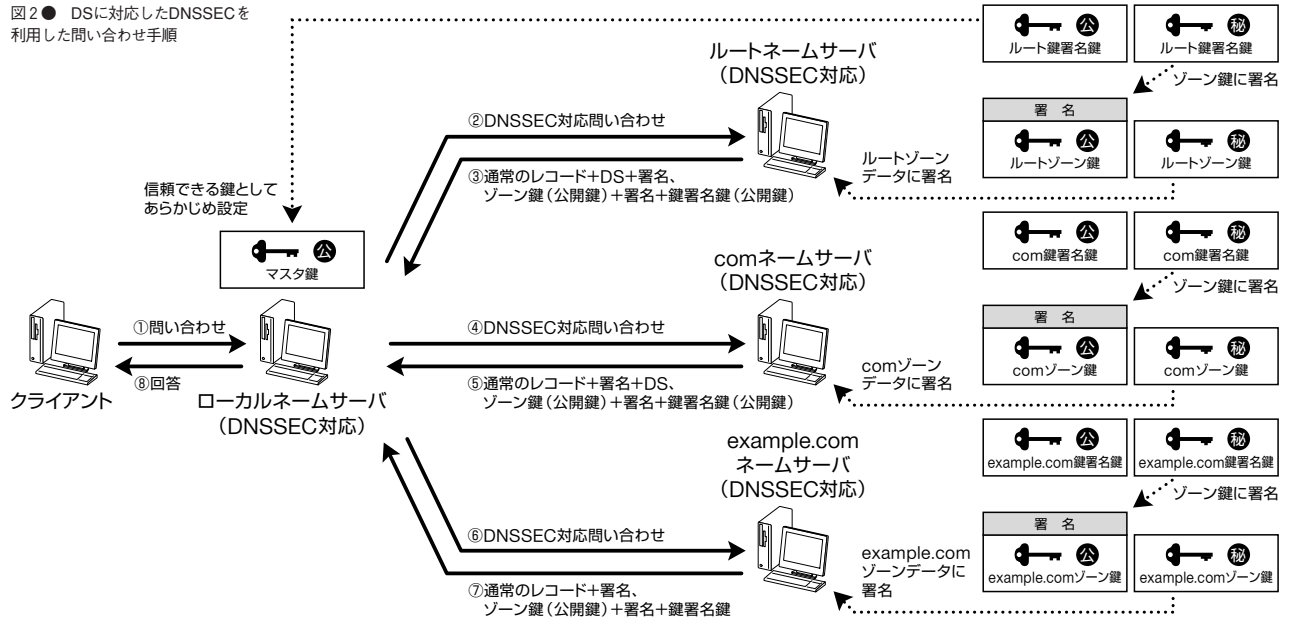 図2● DSに対応したDNSSECを
利用した問い合わせ手順
信頼できる鍵として
あらかじめ設定
公
マスタ鍵
クライアント
①問い合わせ
⑧回答
ローカルネームサーバ
（DNSSEC対応）
ルートネームサーバ
（DNSSEC対応）
②DNSSEC対応問い合わせ
③通常のレコード+DS+署名、
ゾーン鍵（公開鍵）+署名+鍵署名鍵（公開鍵）
ルートゾーン
データに署名
公
ルート鍵署名鍵
秘
ルート鍵署名鍵
ゾーン鍵に署名
署 名
公
ルートゾーン鍵
秘
ルートゾーン鍵
comネームサーバ
（DNSSEC対応）
④DNSSEC対応問い合わせ
⑤通常のレコード+署名+DS、
ゾーン鍵（公開鍵）+署名+鍵署名鍵（公開鍵）
comゾーン
データに署名
公
com鍵署名鍵
秘
com鍵署名鍵
ゾーン鍵に署名
署 名
公
comゾーン鍵
秘
comゾーン鍵
example.com
ネームサーバ
（DNSSEC対応）
⑥DNSSEC対応問い合わせ
⑦通常のレコード+署名、
ゾーン鍵（公開鍵）+署名+鍵署名鍵
example.com
ゾーンデータに
署名
公
example.com鍵署名鍵
秘
example.com鍵署名鍵
ゾーン鍵に署名
署 名
公
example.comゾーン鍵
秘
example.comゾーン鍵